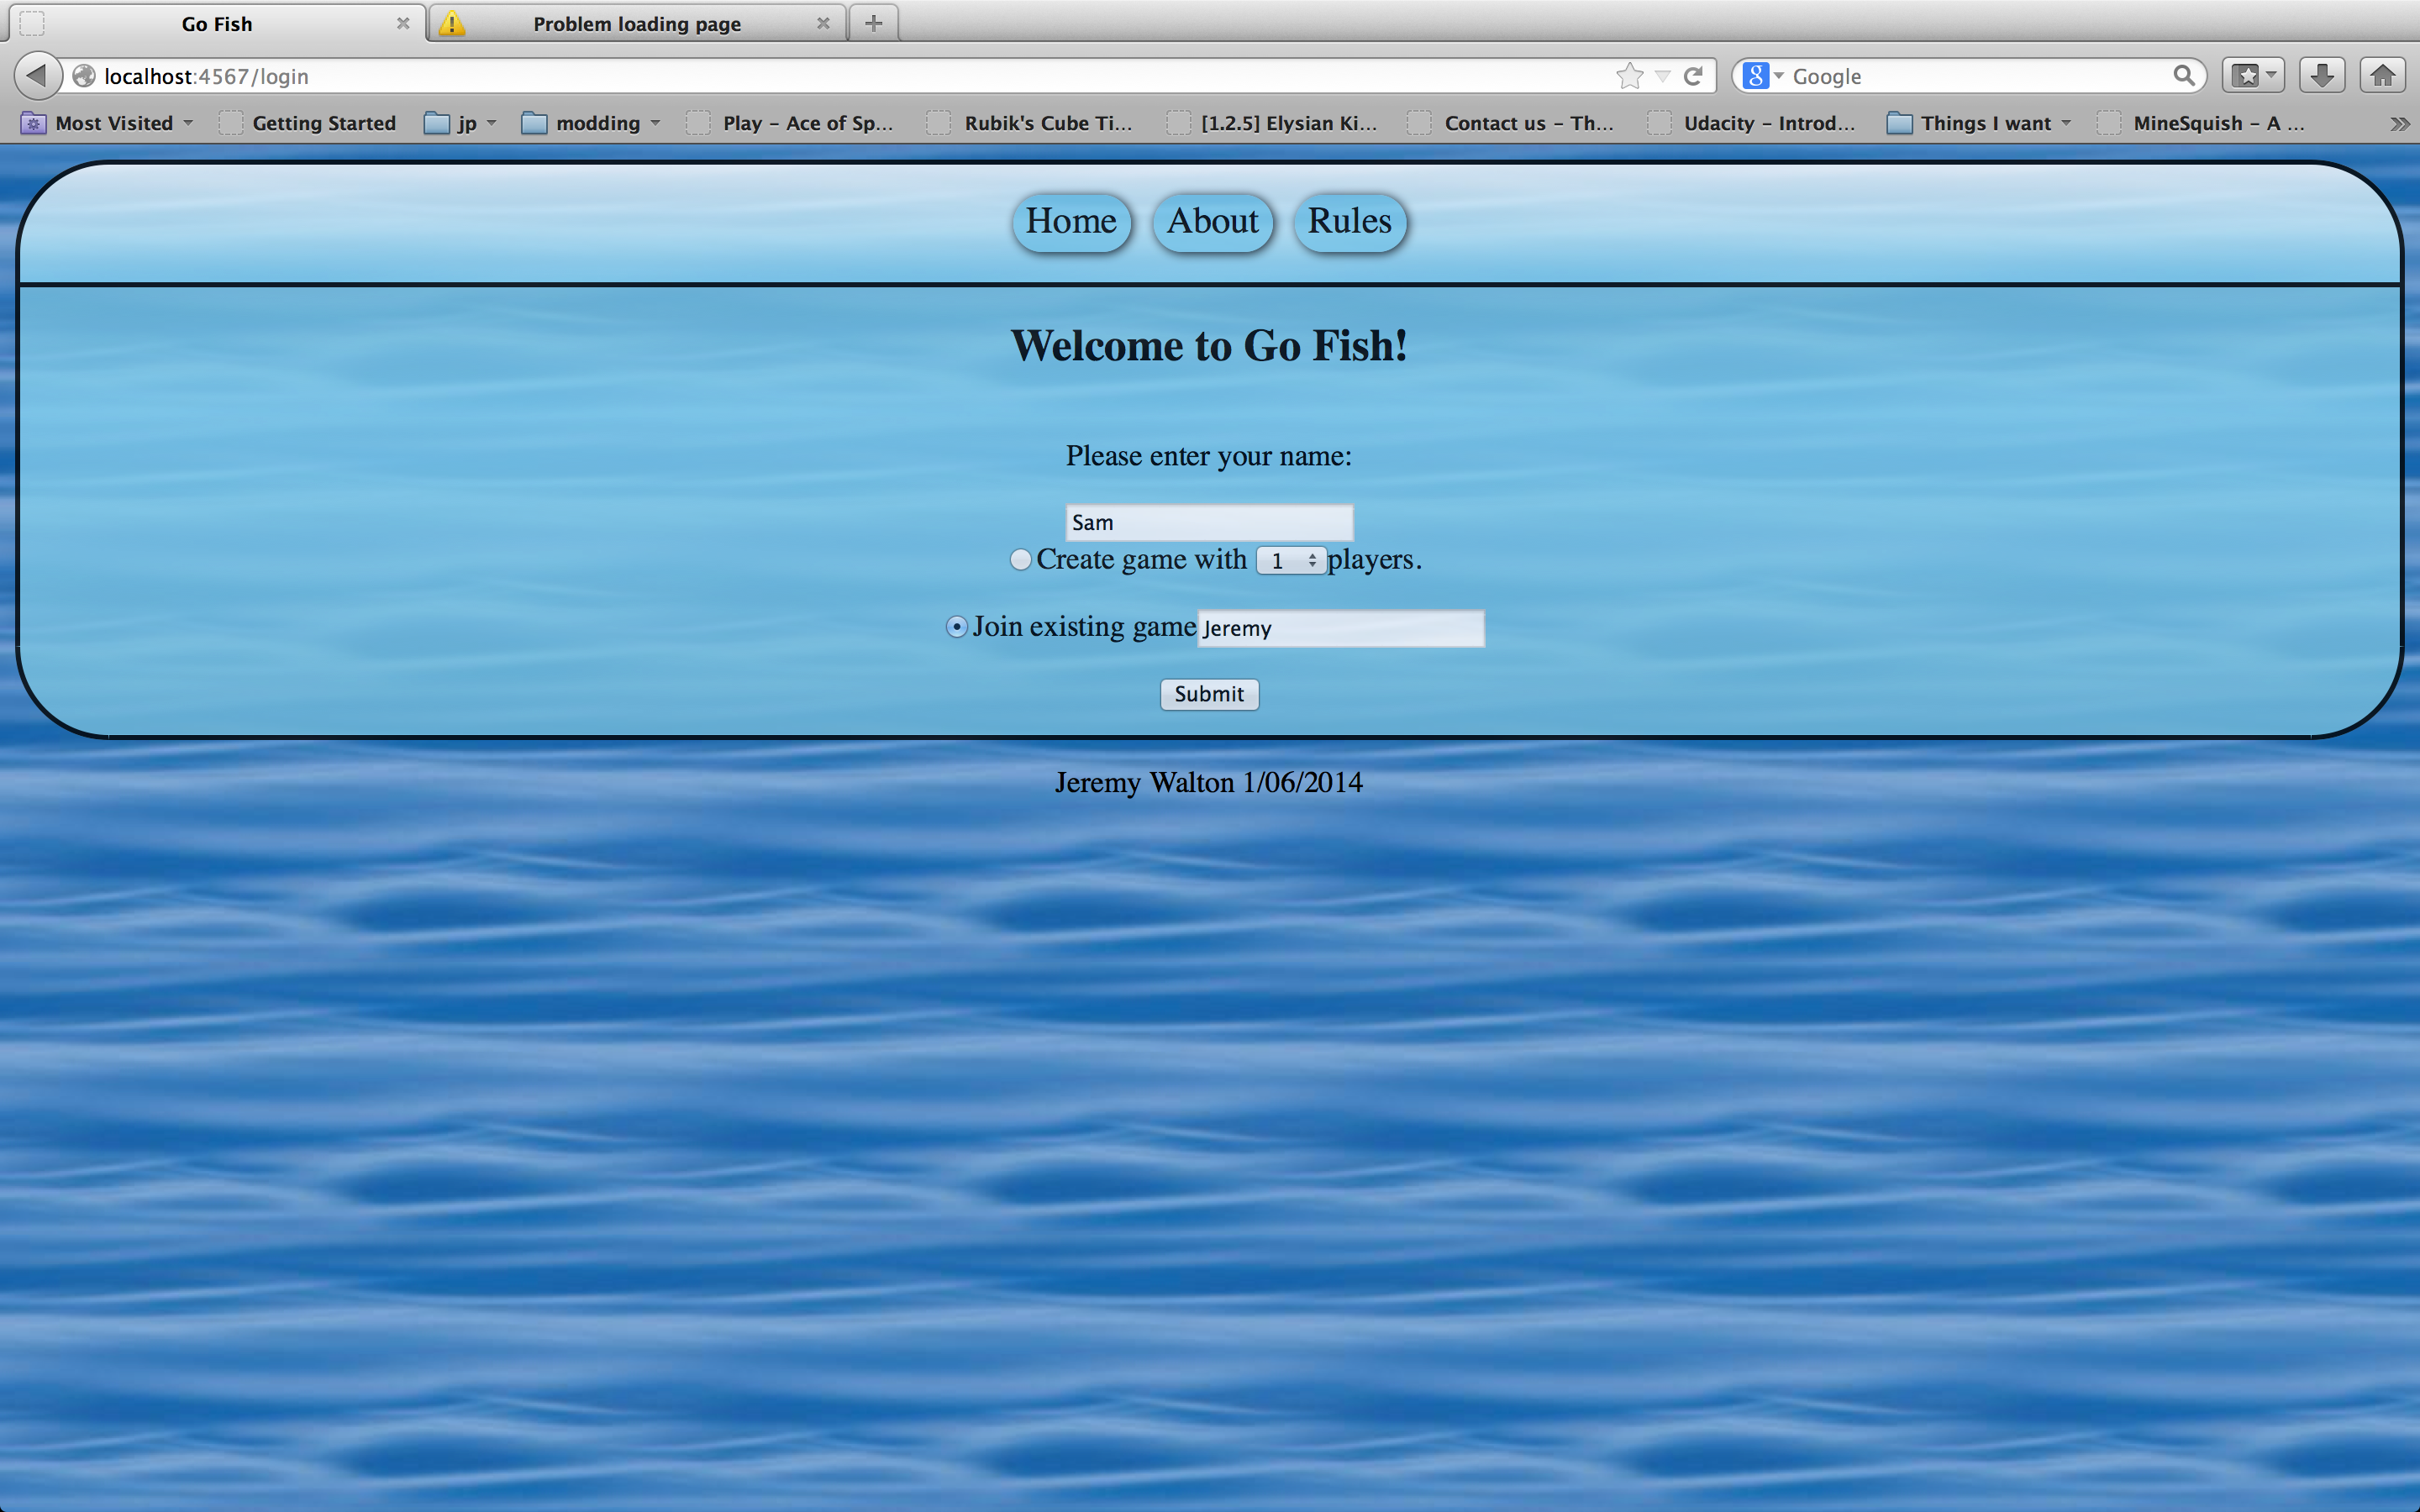 Go Fish
Problem loading page
localhost:4567/login
Google
Most Visited
Getting Started
jp
modding
Play - Ace of Sp...
Rubik's Cube Ti...
[1.2.5] Elysian Ki...
Contact us - Th...
Udacity - Introd...
Things I want
MineSquish - A ...
Home
About
Rules
Welcome to Go Fish!
Please enter your name:
Sam
Create game with 1 players.
Join existing game Jeremy
Submit
Jeremy Walton 1/06/2014